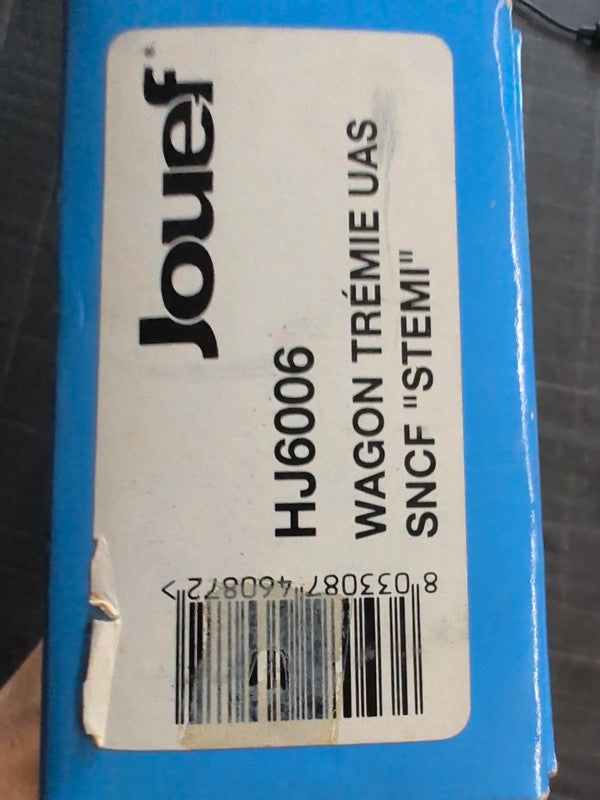 Jouef®
HJ6006
WAGON TRÉMIE UAS
SNCF "STEMI"
8 033087 460872 >